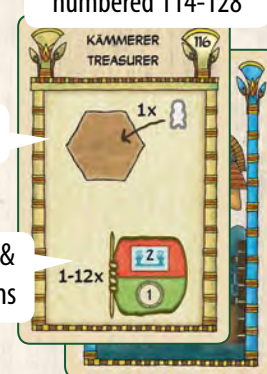 numbered 114-128
KÄMMERER
TREASURER
116
1x
&
1-12x
2
1
ns